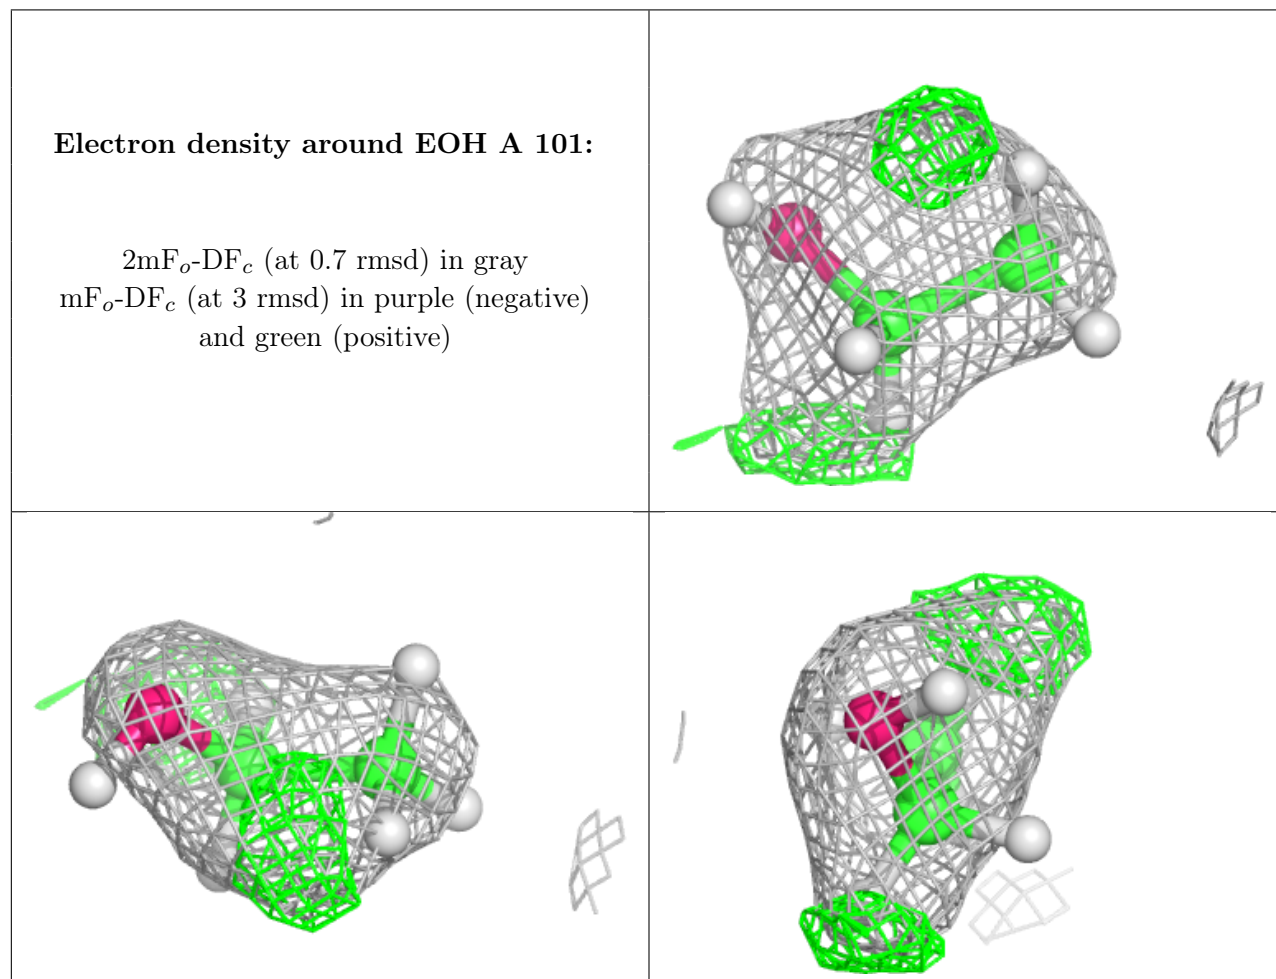 Electron density around EOH A 101:
2mFo-DFc (at 0.7 rmsd) in gray
mFo-DFc (at 3 rmsd) in purple (negative)
and green (positive)